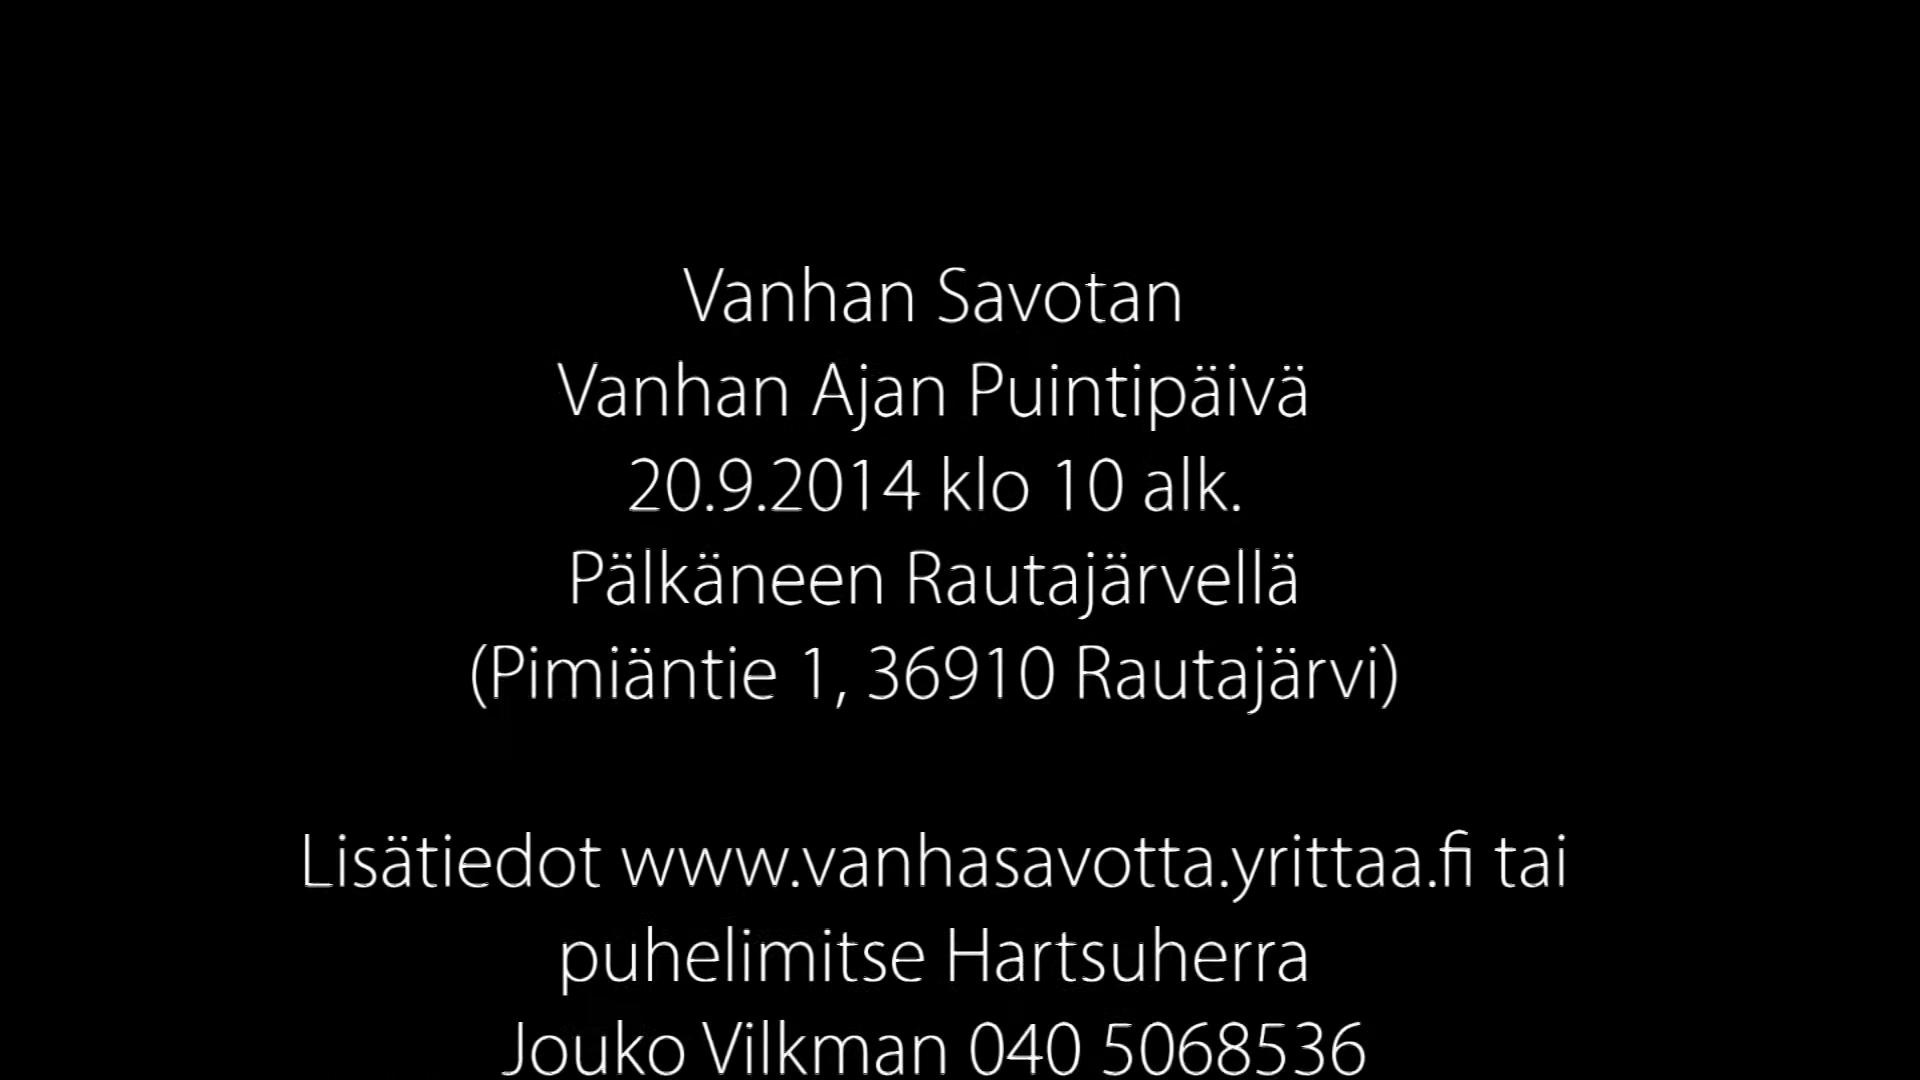 Vanhan Savotan
Vanhan Ajan Puintipäivä
20.9.2014 klo 10 alk.
Pälkäneen Rautajärvellä
(Pimiäntie 1, 36910 Rautajärvi)
Lisätiedot www.vanhasavotta.yrittaa.fi tai
puhelimitse Hartsuherra
Jouko Vilkman 040 5068536